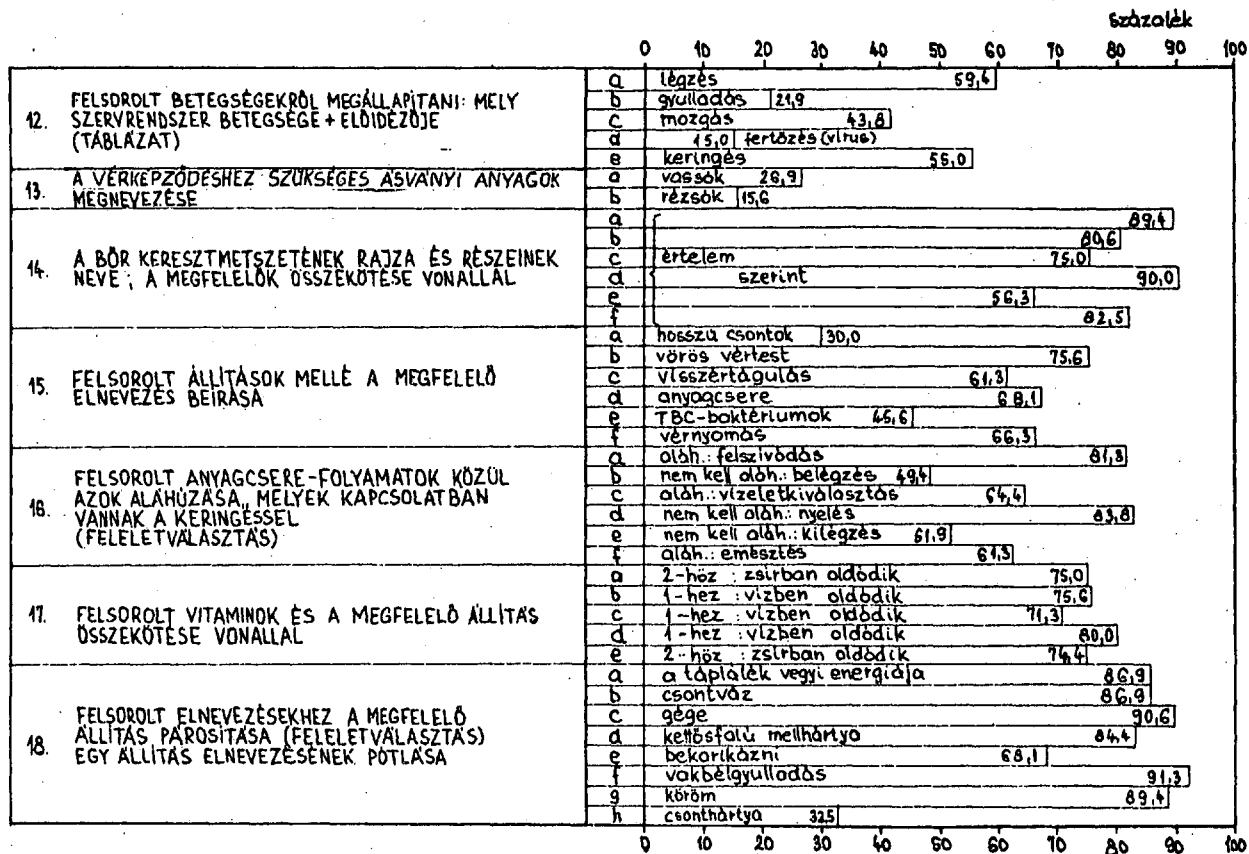 százalék
0 10 20 30 40 50 60 70 80 90 100
12. FELSOROLT BETEGSÉGEKRŐL MEGÁLLAPÍTANI: MELY
SZERVRENDSZER BETEGSÉGE + ELŐIDÉZŐJE
(TÁBLÁZAT)
a légzés 59,4
b gyulladás 21,9
c mozgás 43,8
d 15,0 fertőzés (vírus)
e keringés 55,0
13. A VÉRKÉPZŐDÉSHEZ SZÜKSÉGES ÁSVÁNYI ANYAGOK
MEGNEVEZÉSE
a vassók 26,9
b rézsók 15,6
14. A BŐR KERESZTMETSZETÉNEK RAJZA ÉS RÉSZEINEK
NEVE; A MEGFELELŐK ÖSSZEKÖTÉSE VONALLAL
a 89,4
b 80,6
c értelem 75,0
d szerint 90,0
e 56,3
f 82,5
15. FELSOROLT ÁLLÍTÁSOK MELLÉ A MEGFELELŐ
ELNEVEZÉS BEÍRÁSA
a hosszú csontok 30,0
b vörös vértest 75,6
c visszértágulás 61,3
d anyagcsere 68,1
e TBC-baktériumok 45,6
f vérnyomás 66,3
16. FELSOROLT ANYAGCSERE-FOLYAMATOK KÖZÜL
AZOK ALÁHÚZÁSA, MELYEK KAPCSOLATBAN
VANNAK A KERINGÉSSEL
(FELELETVÁLASZTÁS)
a aláh.: felszívódás 81,3
b nem kell aláh.: belégzés 49,4
c aláh.: vizeletkiválasztás 64,4
d nem kell aláh.: nyelés 83,8
e nem kell aláh.: kilégzés 61,9
f aláh.: emésztés 61,3
17. FELSOROLT VITAMINOK ÉS A MEGFELELŐ ÁLLÍTÁS
ÖSSZEKÖTÉSE VONALLAL
a 2-höz : zsírban oldódik 75,0
b 1-hez : vízben oldódik 75,6
c 1-hez : vízben oldódik 71,3
d 1-hez : vízben oldódik 80,0
e 2-höz : zsírban oldódik 74,4
18. FELSOROLT ELNEVEZÉSEKHEZ A MEGFELELŐ
ÁLLÍTÁS PÁROSÍTÁSA (FELELETVÁLASZTÁS)
EGY ÁLLÍTÁS ELNEVEZÉSÉNEK PÓTLÁSA
a a táplálék vegyi energiája 86,9
b csontváz 86,9
c gége 90,6
d kettősfalú mellhártya 84,4
e bekarikázni 68,1
f vakbélgyulladás 91,3
g köröm 89,4
h csonthártya 32,5
0 10 20 30 40 50 60 70 80 90 100